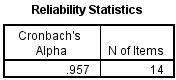 Reliability Statistics
Cronbach's
Alpha
N of Items
.957
14